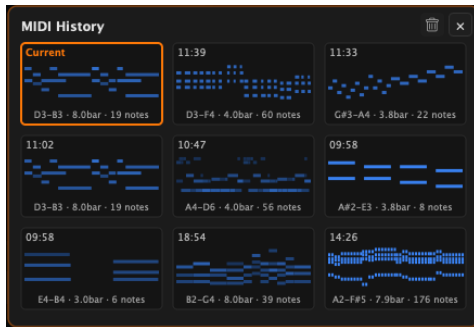 MIDI History
Current
11:39
11:33
D3–B3 · 8.0bar · 19 notes
D3–F4 · 4.0bar · 60 notes
G#3–A4 · 3.8bar · 22 notes
11:02
10:47
09:58
D3–B3 · 8.0bar · 19 notes
A4–D6 · 4.0bar · 56 notes
A#2–E3 · 3.8bar · 8 notes
09:58
18:54
14:26
E4–B4 · 3.0bar · 6 notes
B2–G4 · 8.0bar · 39 notes
A2–F#5 · 7.9bar · 176 notes